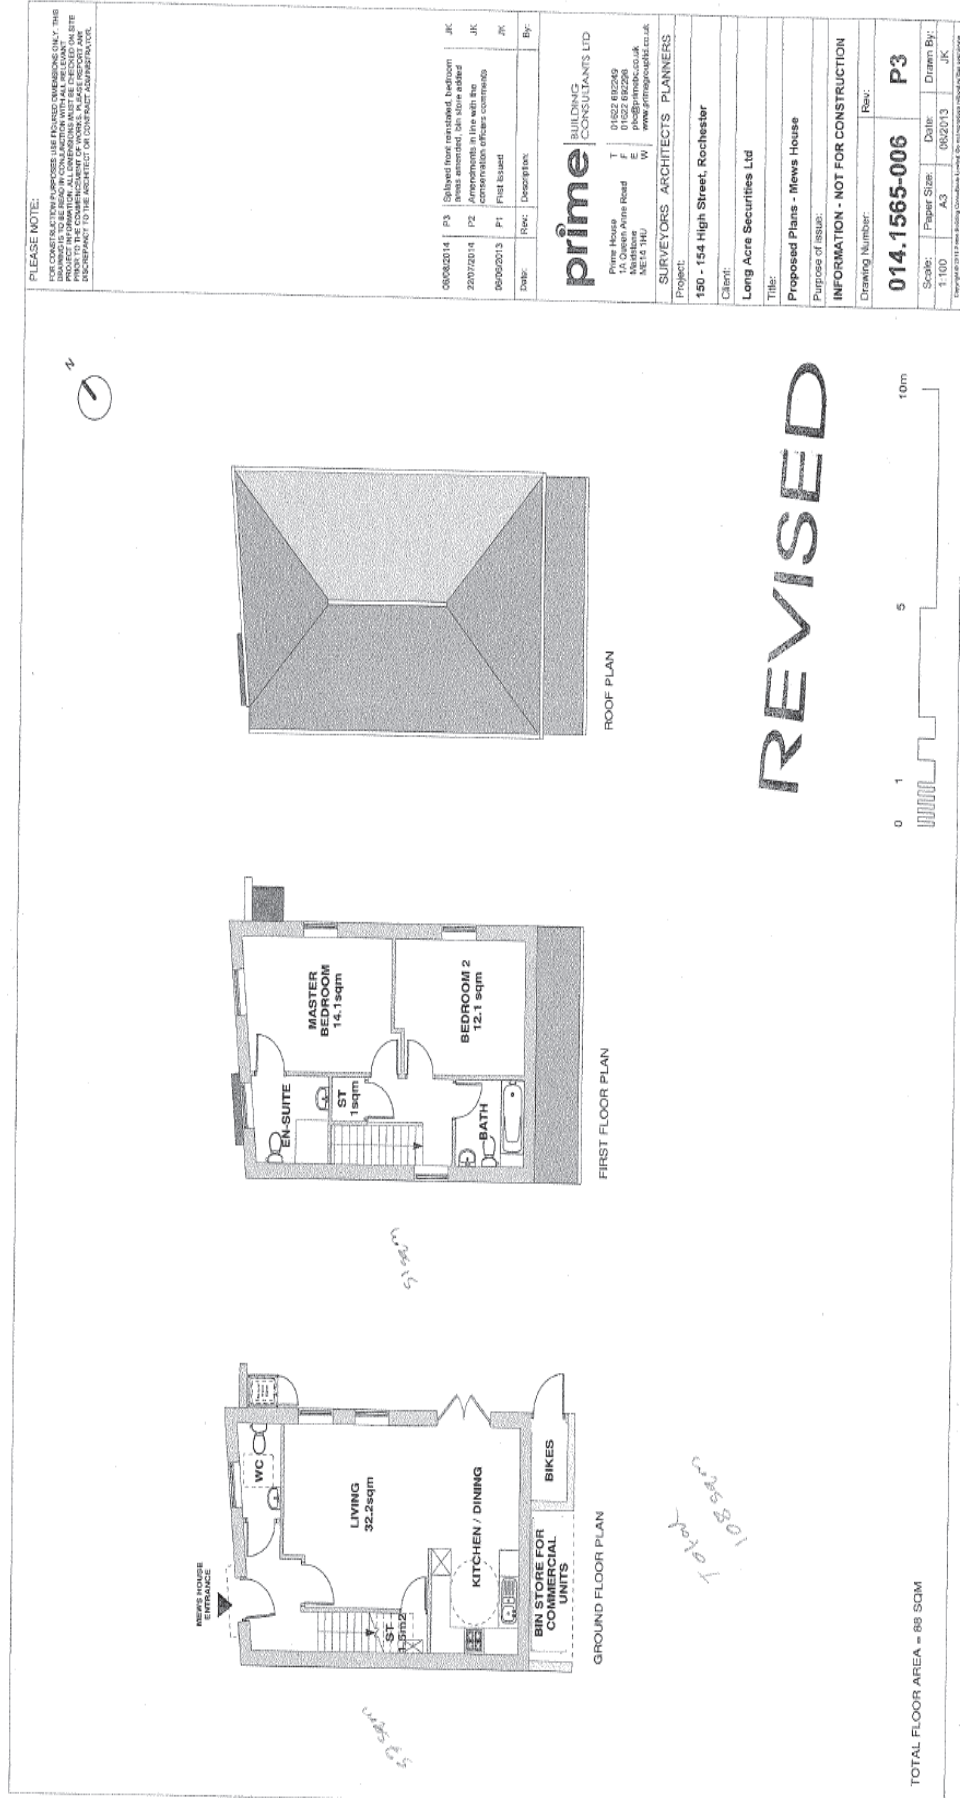 PLEASE NOTE:
FOR CONSTRUCTION PURPOSES USE FIGURED DIMENSIONS ONLY. THIS
DRAWING IS TO BE READ IN CONJUNCTION WITH ALL RELEVANT
PROJECT INFORMATION. ALL DIMENSIONS MUST BE CHECKED ON SITE
PRIOR TO THE COMMENCEMENT OF WORKS. PLEASE REPORT ANY
DISCREPANCY TO THE ARCHITECT OR CONTRACT ADMINISTRATOR.
N
06/08/2014 P3 Splayed front reinstated, bedroom JK
areas amended, bin store added
22/07/2014 P2 Amendments in line with the JK
conservation officers comments
P1 First Issued JK
Date: Rev: Description: By:
prime BUILDING
CONSULTANTS LTD
Prime House T 01622 692249
1A Queen Anne Road F 01622 692298
Maidstone E pbc@primebc.co.uk
ME14 1HU W www.primegroupltd.co.uk
SURVEYORS ARCHITECTS PLANNERS
Project:
150 - 154 High Street, Rochester
Client:
Long Acre Securities Ltd
Title:
Proposed Plans - Mews House
Purpose of issue:
INFORMATION - NOT FOR CONSTRUCTION
Drawing Number: Rev:
014.1565-006 P3
Scale: Paper Size: Date: Drawn By:
1:100 A3 06/2013 JK
MEWS HOUSE
ENTRANCE
WC
LIVING
32.2sqm
ST
1.5m2
KITCHEN / DINING
BIN STORE FOR
COMMERCIAL
UNITS
BIKES
GROUND FLOOR PLAN
57 sqm
EN-SUITE
MASTER
BEDROOM
14.1sqm
ST
1sqm
BATH
BEDROOM 2
12.1 sqm
FIRST FLOOR PLAN
51 sqm
ROOF PLAN
Total
108 sqm
REVISED
0 1 5 10m
TOTAL FLOOR AREA = 88 SQM